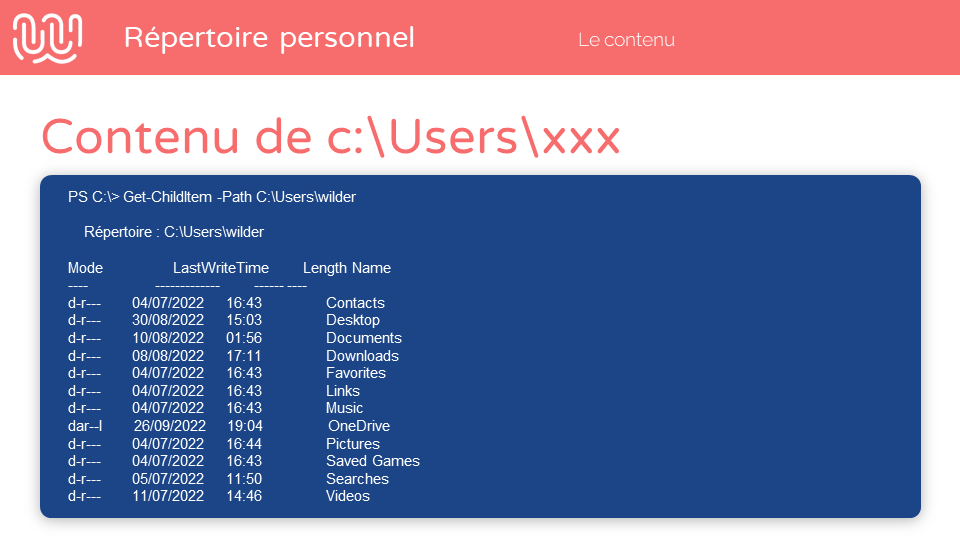 Répertoire personnel
Le contenu
Contenu de c:\Users\xxx
PS C:\> Get-ChildItem -Path C:\Users\wilder
Répertoire : C:\Users\wilder
Mode LastWriteTime Length Name
---- ------------- ------ ----
d-r--- 04/07/2022 16:43 Contacts
d-r--- 30/08/2022 15:03 Desktop
d-r--- 10/08/2022 01:56 Documents
d-r--- 08/08/2022 17:11 Downloads
d-r--- 04/07/2022 16:43 Favorites
d-r--- 04/07/2022 16:43 Links
d-r--- 04/07/2022 16:43 Music
dar--l 26/09/2022 19:04 OneDrive
d-r--- 04/07/2022 16:44 Pictures
d-r--- 04/07/2022 16:43 Saved Games
d-r--- 05/07/2022 11:50 Searches
d-r--- 11/07/2022 14:46 Videos